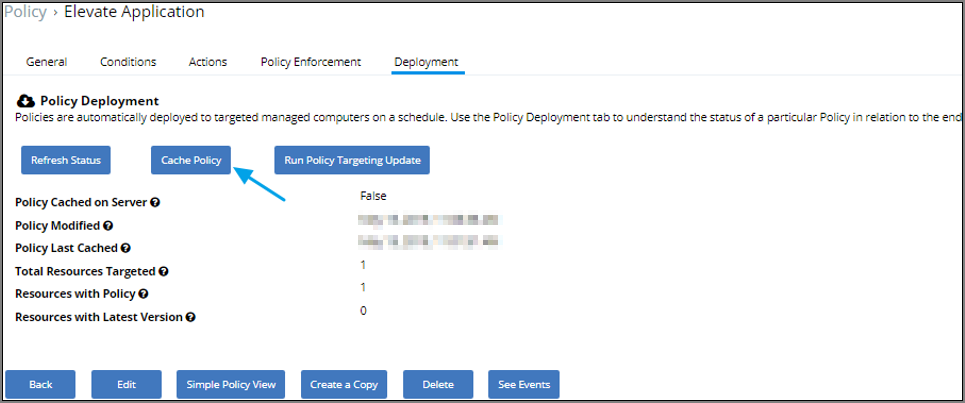 Policy › Elevate Application
General Conditions Actions Policy Enforcement Deployment
Policy Deployment
Policies are automatically deployed to targeted managed computers on a schedule. Use the Policy Deployment tab to understand the status of a particular Policy in relation to the end
Refresh Status Cache Policy Run Policy Targeting Update
Policy Cached on Server False
Policy Modified
Policy Last Cached
Total Resources Targeted 1
Resources with Policy 1
Resources with Latest Version 0
Back Edit Simple Policy View Create a Copy Delete See Events